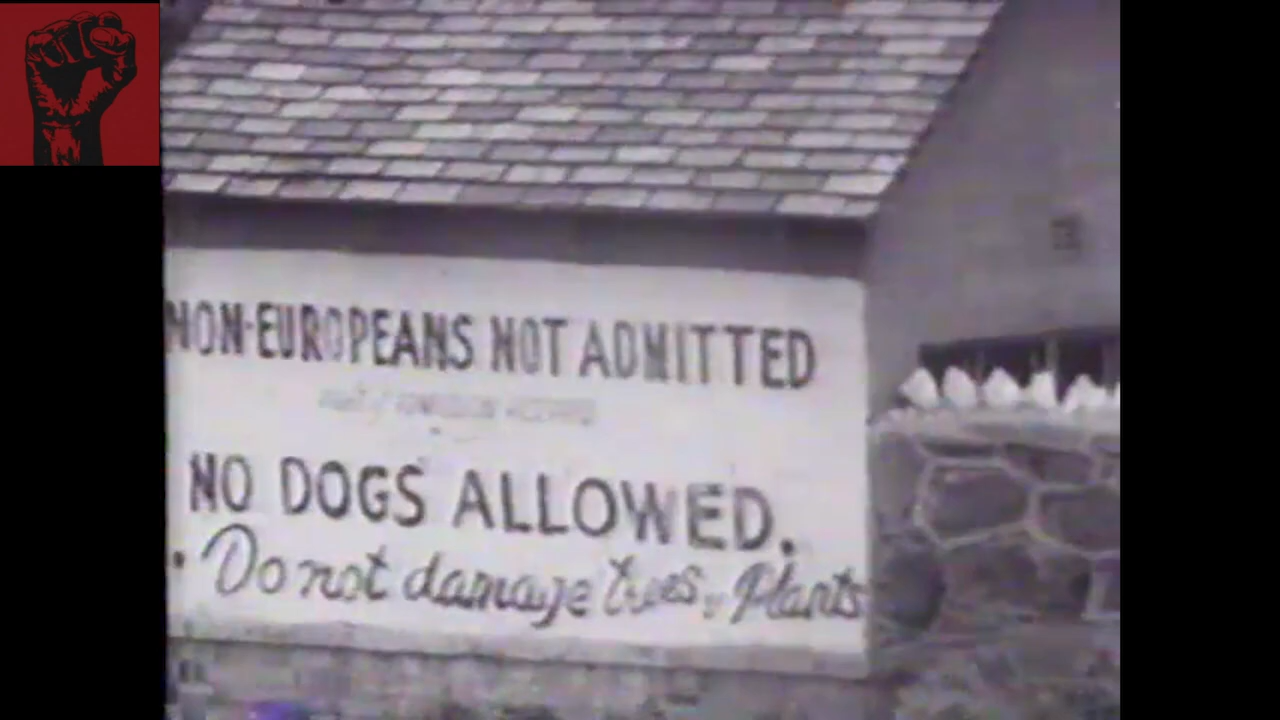 NON-EUROPEANS NOT ADMITTED
NO DOGS ALLOWED.
Do not damage trees, Plants